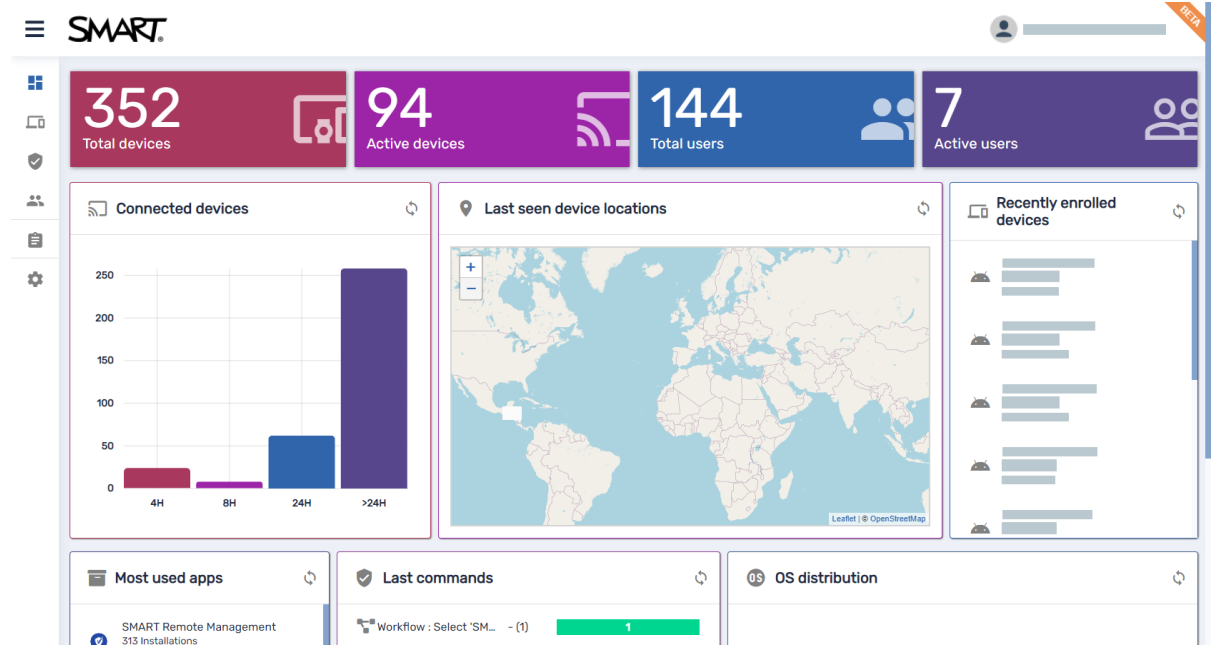 SMART
BETA
352
Total devices
94
Active devices
144
Total users
7
Active users
Connected devices
250
200
150
100
50
0
4H 8H 24H >24H
Last seen device locations
+
−
Leaflet | © OpenStreetMap
Recently enrolled
devices
Most used apps
SMART Remote Management
313 Installations
Last commands
Workflow : Select 'SM... - (1) 1
OS OS distribution